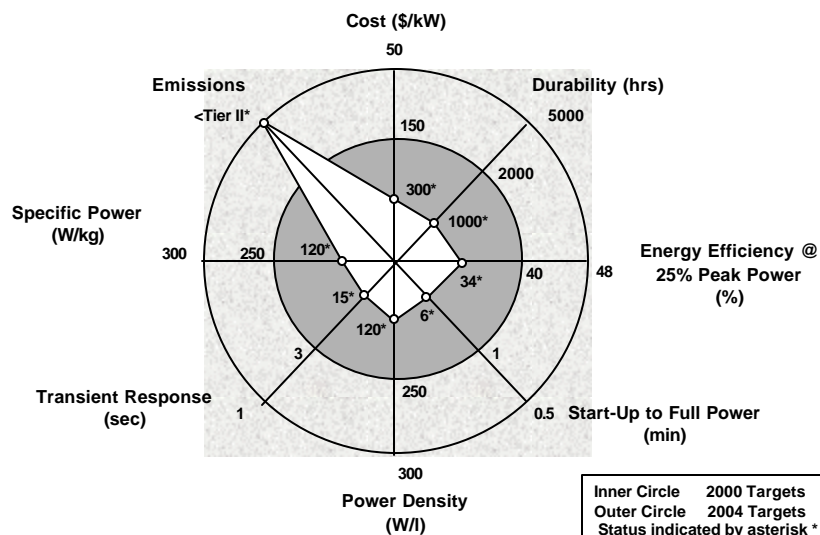 Cost ($/kW)
50
Emissions
Durability (hrs)
<Tier II*
5000
150
2000
300*
1000*
Specific Power
(W/kg)
300
250
120*
34*
40
48
Energy Efficiency @
25% Peak Power
(%)
15*
120*
6*
3
1
250
Transient Response
(sec)
1
0.5
Start-Up to Full Power
(min)
300
Power Density
(W/l)
Inner Circle 2000 Targets
Outer Circle 2004 Targets
Status indicated by asterisk *